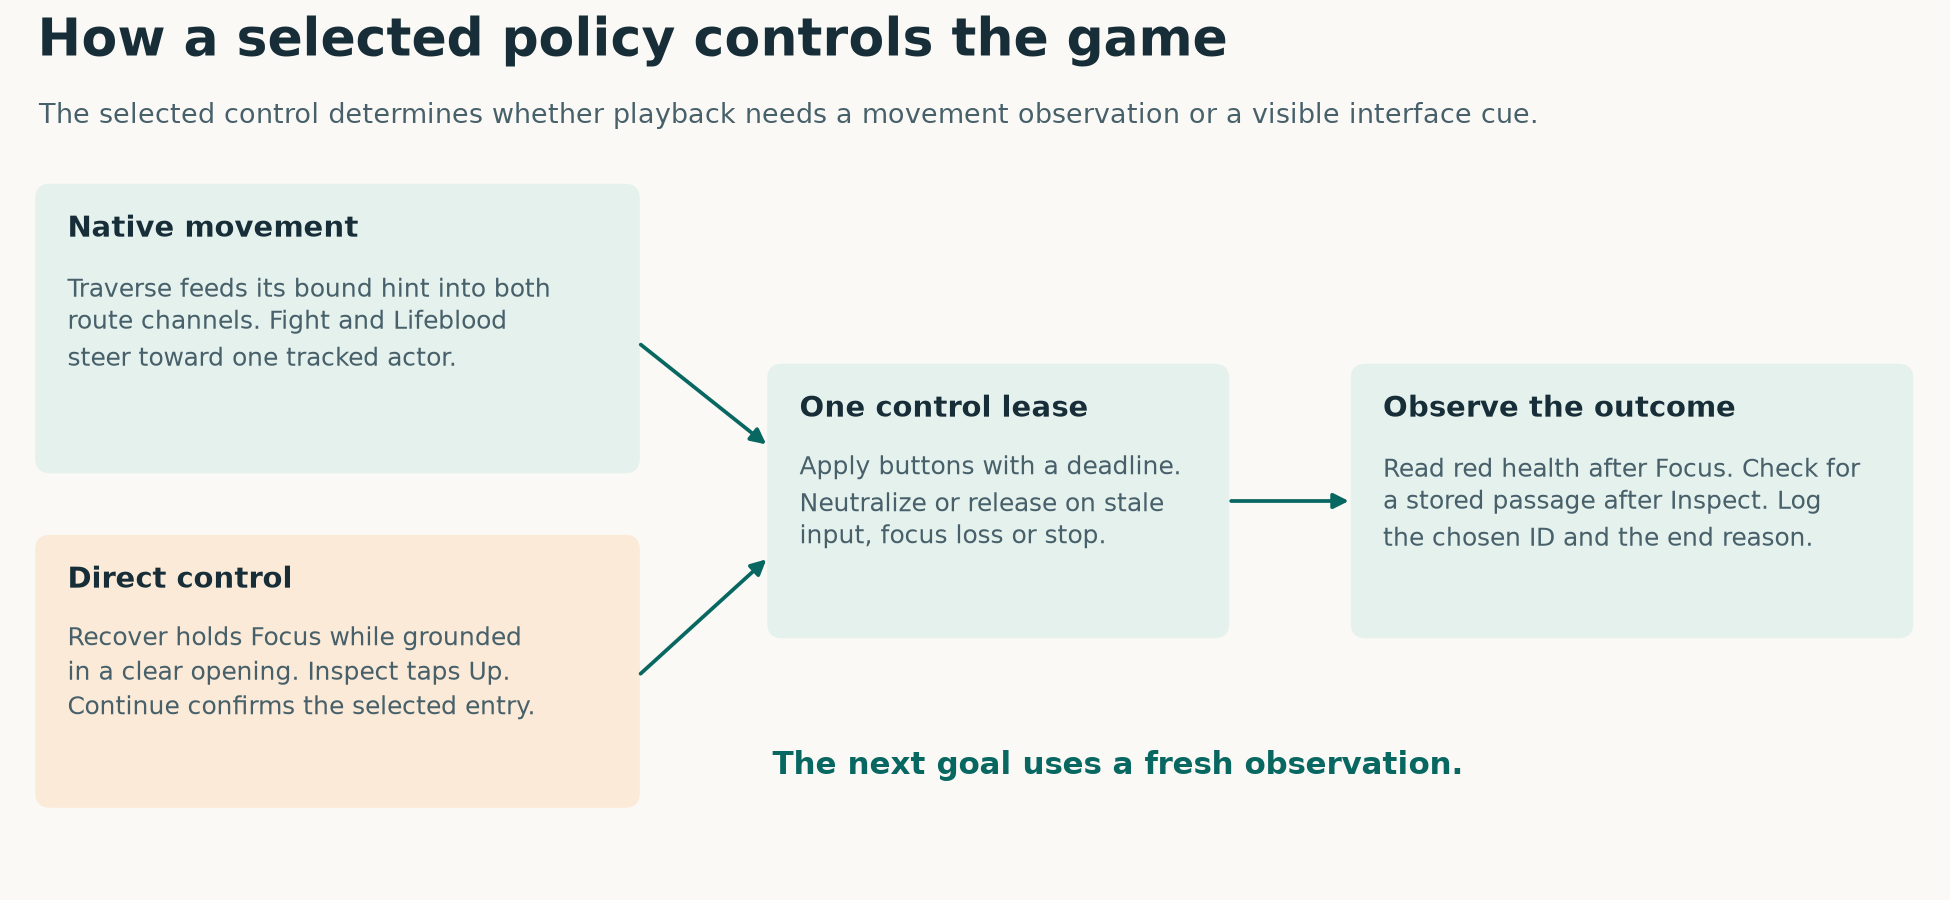 How a selected policy controls the game
The selected control determines whether playback needs a movement observation or a visible interface cue.
Native movement
Traverse feeds its bound hint into both
route channels. Fight and Lifeblood
steer toward one tracked actor.
Direct control
Recover holds Focus while grounded
in a clear opening. Inspect taps Up.
Continue confirms the selected entry.
One control lease
Apply buttons with a deadline.
Neutralize or release on stale
input, focus loss or stop.
Observe the outcome
Read red health after Focus. Check for
a stored passage after Inspect. Log
the chosen ID and the end reason.
The next goal uses a fresh observation.